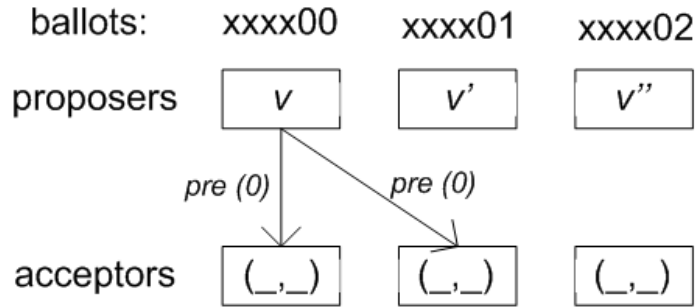 ballots: xxxx00 xxxx01 xxxx02
proposers v v' v''
pre (0) pre (0)
acceptors (_,_) (_,_) (_,_)